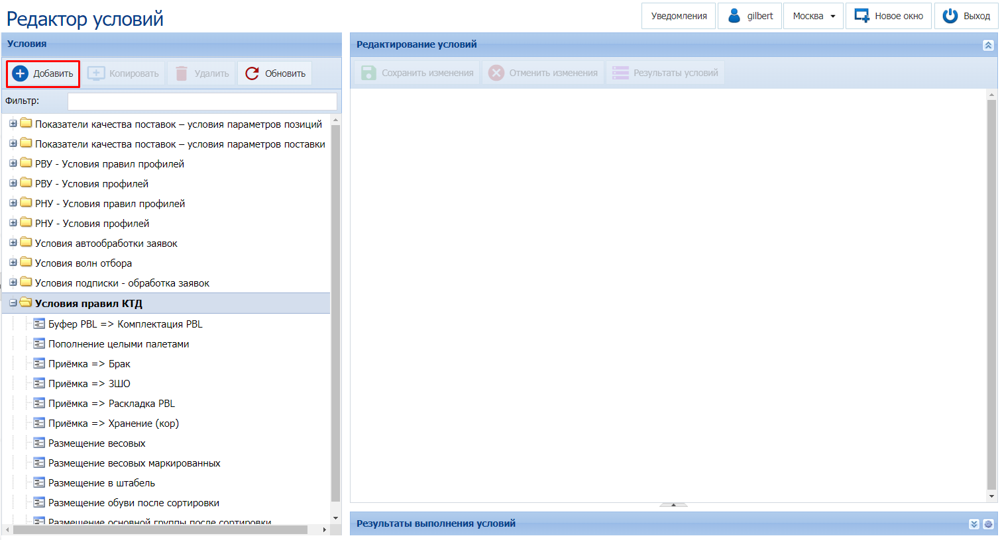 Редактор условий
Уведомления
gilbert
Москва
Новое окно
Выход
Условия
Добавить
Копировать
Удалить
Обновить
Фильтр:
Показатели качества поставок – условия параметров позиций
Показатели качества поставок – условия параметров поставки
РВУ - Условия правил профилей
РВУ - Условия профилей
РНУ - Условия правил профилей
РНУ - Условия профилей
Условия автообработки заявок
Условия волн отбора
Условия подписки - обработка заявок
Условия правил КТД
Буфер PBL => Комплектация PBL
Пополнение целыми палетами
Приёмка => Брак
Приёмка => ЗШО
Приёмка => Раскладка PBL
Приёмка => Хранение (кор)
Размещение весовых
Размещение весовых маркированных
Размещение в штабель
Размещение обуви после сортировки
Размещение основной группы после сортировки
Редактирование условий
Сохранить изменения
Отменить изменения
Результаты условий
Результаты выполнения условий